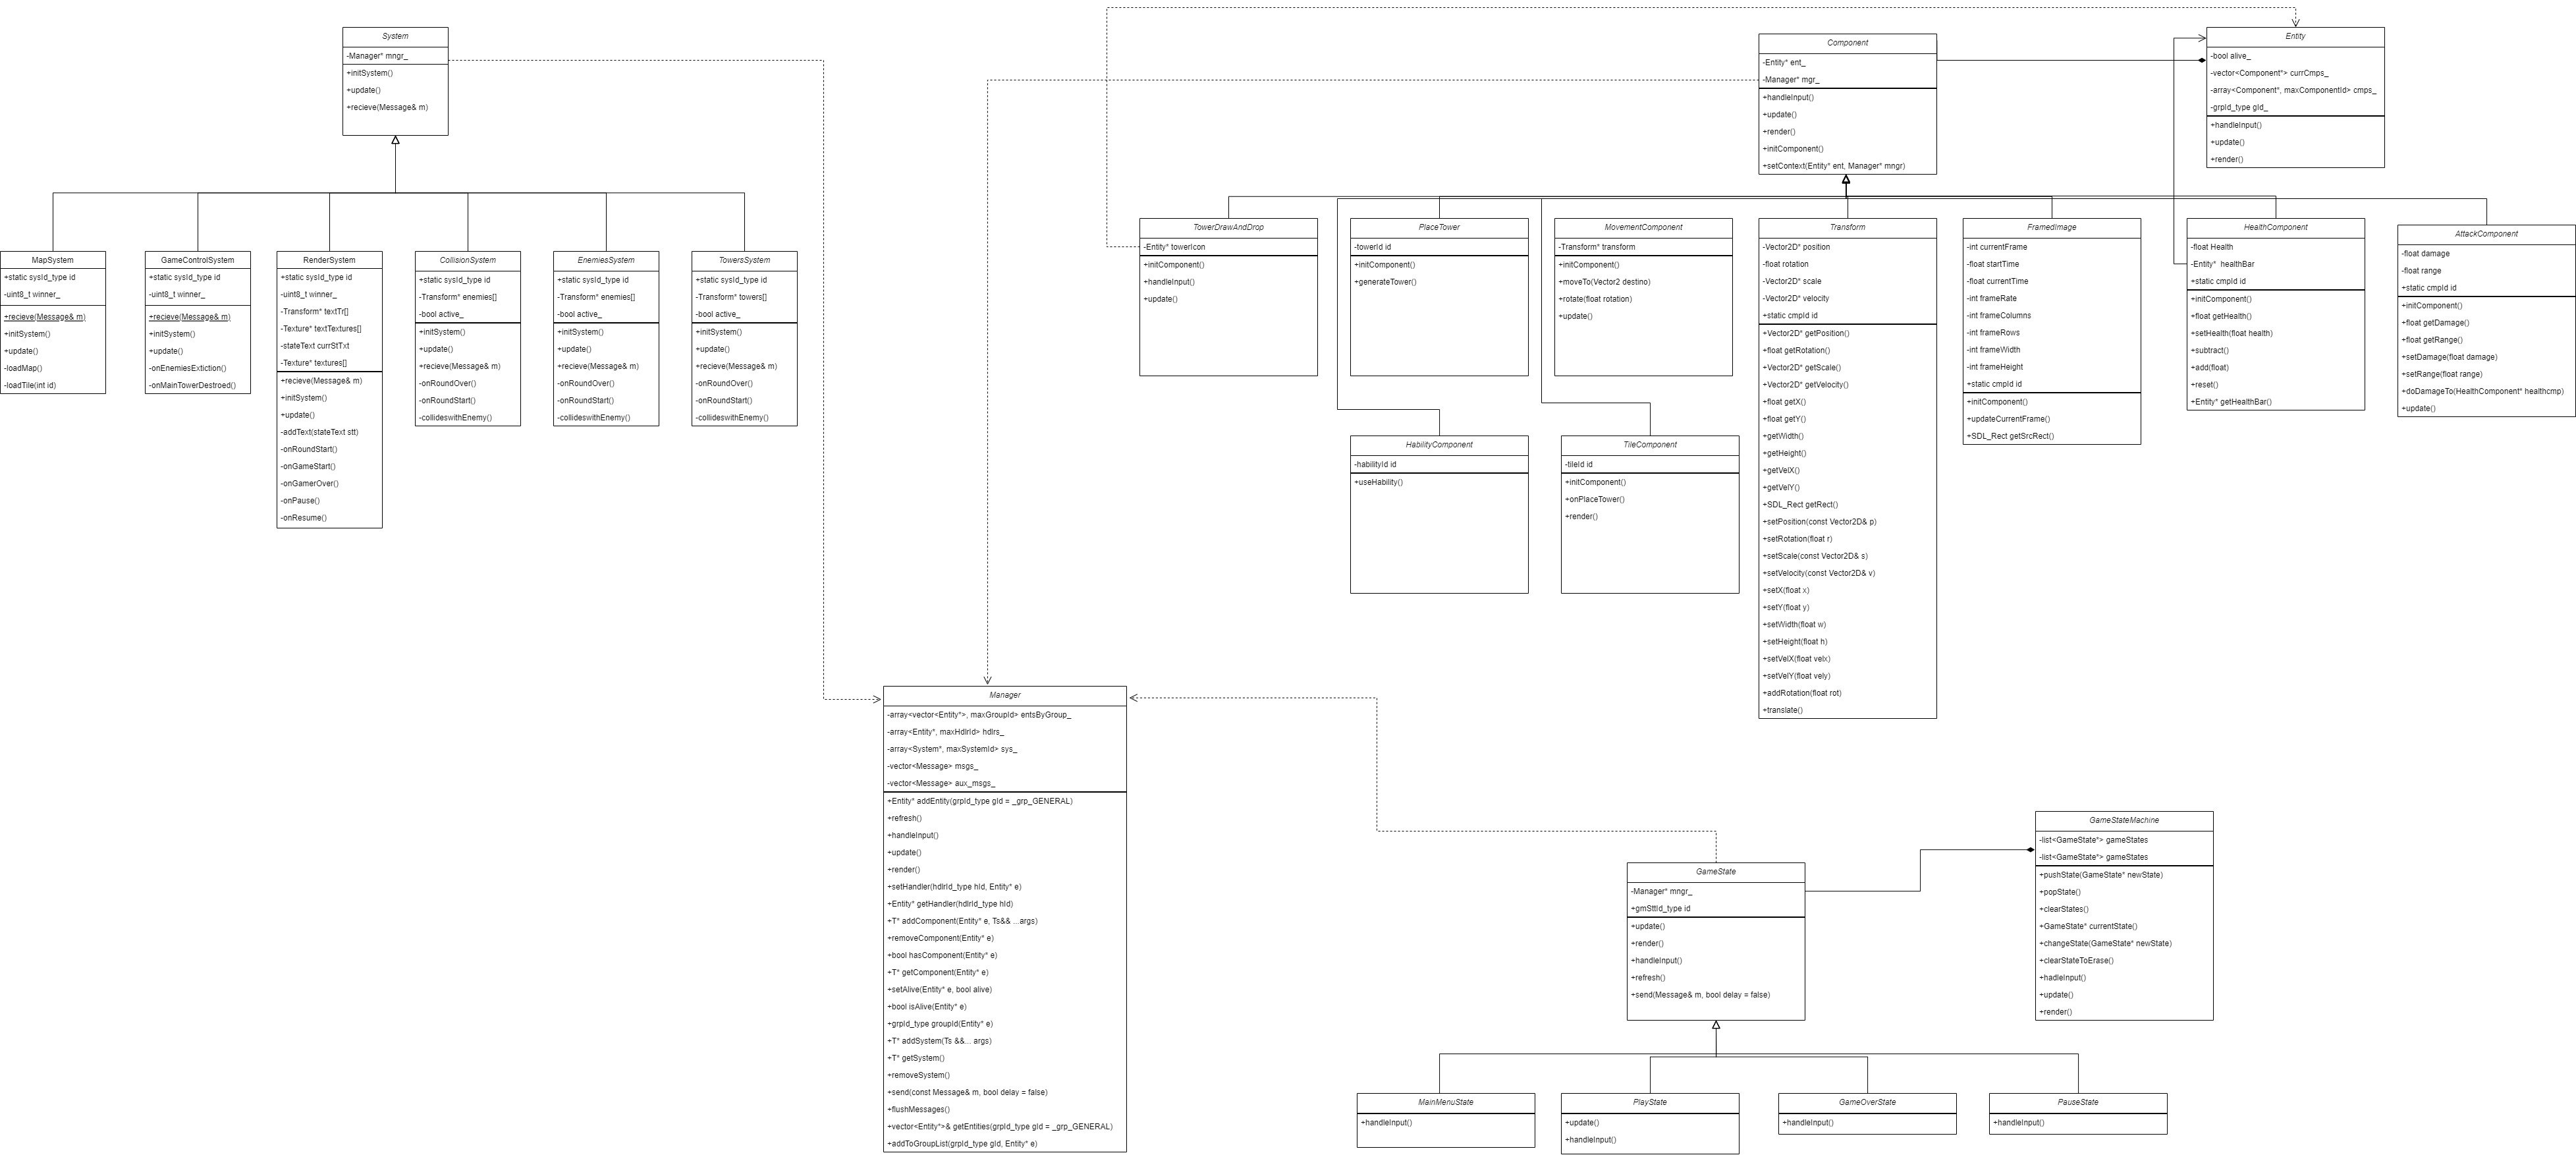 System
-Manager* mngr_
+initSystem()
+update()
+recieve(Message& m)
MapSystem
+static sysId_type id
-uint8_t winner_
+recieve(Message& m)
+initSystem()
+update()
-loadMap()
-loadTile(int id)
GameControlSystem
+static sysId_type id
-uint8_t winner_
+recieve(Message& m)
+initSystem()
+update()
-onEnemiesExtiction()
-onMainTowerDestroed()
RenderSystem
+static sysId_type id
-uint8_t winner_
-Transform* textTr[]
-Texture* textTextures[]
-stateText currStTxt
-Texture* textures[]
+recieve(Message& m)
+initSystem()
+update()
-addText(stateText stt)
-onRoundStart()
-onGameStart()
-onGamerOver()
-onPause()
-onResume()
CollisionSystem
+static sysId_type id
-Transform* enemies[]
-bool active_
+initSystem()
+update()
+recieve(Message& m)
-onRoundOver()
-onRoundStart()
-collideswithEnemy()
EnemiesSystem
+static sysId_type id
-Transform* enemies[]
-bool active_
+initSystem()
+update()
+recieve(Message& m)
-onRoundOver()
-onRoundStart()
-collideswithEnemy()
TowersSystem
+static sysId_type id
-Transform* towers[]
-bool active_
+initSystem()
+update()
+recieve(Message& m)
-onRoundOver()
-onRoundStart()
-collideswithEnemy()
Component
-Entity* ent_
-Manager* mgr_
+handleInput()
+update()
+render()
+initComponent()
+setContext(Entity* ent, Manager* mngr)
Entity
-bool alive_
-vector<Component*> currCmps_
-array<Component*, maxComponentId> cmps_
-grpId_type gId_
+handleInput()
+update()
+render()
TowerDrawAndDrop
-Entity* towerIcon
+initComponent()
+handleInput()
+update()
PlaceTower
-towerId id
+initComponent()
+generateTower()
MovementComponent
-Transform* transform
+initComponent()
+moveTo(Vector2 destino)
+rotate(float rotation)
+update()
Transform
-Vector2D* position
-float rotation
-Vector2D* scale
-Vector2D* velocity
+static cmpId id
+Vector2D* getPosition()
+float getRotation()
+Vector2D* getScale()
+Vector2D* getVelocity()
+float getX()
+float getY()
+getWidth()
+getHeight()
+getVelX()
+getVelY()
+SDL_Rect getRect()
+setPosition(const Vector2D& p)
+setRotation(float r)
+setScale(const Vector2D& s)
+setVelocity(const Vector2D& v)
+setX(float x)
+setY(float y)
+setWidth(float w)
+setHeight(float h)
+setVelX(float velx)
+setVelY(float vely)
+addRotation(float rot)
+translate()
FramedImage
-int currentFrame
-float startTime
-float currentTime
-int frameRate
-int frameColumns
-int frameRows
-int frameWidth
-int frameHeight
+static cmpId id
+initComponent()
+updateCurrentFrame()
+SDL_Rect getSrcRect()
HealthComponent
-float Health
-Entity* healthBar
+static cmpId id
+initComponent()
+float getHealth()
+setHealth(float health)
+subtract()
+add(float)
+reset()
+Entity* getHealthBar()
AttackComponent
-float damage
-float range
+static cmpId id
+initComponent()
+float getDamage()
+float getRange()
+setDamage(float damage)
+setRange(float range)
+doDamageTo(HealthComponent* healthcmp)
+update()
HabilityComponent
-habilityId id
+useHability()
TileComponent
-tileId id
+initComponent()
+onPlaceTower()
+render()
Manager
-array<vector<Entity*>, maxGroupId> entsByGroup_
-array<Entity*, maxHdlrId> hdlrs_
-array<System*, maxSystemId> sys_
-vector<Message> msgs_
-vector<Message> aux_msgs_
+Entity* addEntity(grpId_type gId = _grp_GENERAL)
+refresh()
+handleInput()
+update()
+render()
+setHandler(hdlrId_type hId, Entity* e)
+Entity* getHandler(hdlrId_type hId)
+T* addComponent(Entity* e, Ts&& ...args)
+removeComponent(Entity* e)
+bool hasComponent(Entity* e)
+T* getComponent(Entity* e)
+setAlive(Entity* e, bool alive)
+bool isAlive(Entity* e)
+grpId_type groupId(Entity* e)
+T* addSystem(Ts &&... args)
+T* getSystem()
+removeSystem()
+send(const Message& m, bool delay = false)
+flushMessages()
+vector<Entity*>& getEntities(grpId_type gId = _grp_GENERAL)
+addToGroupList(grpId_type gId, Entity* e)
GameState
-Manager* mngr_
+gmSttId_type id
+update()
+render()
+handleInput()
+refresh()
+send(Message& m, bool delay = false)
GameStateMachine
-list<GameState*> gameStates
-list<GameState*> gameStates
+pushState(GameState* newState)
+popState()
+clearStates()
+GameState* currentState()
+changeState(GameState* newState)
+clearStateToErase()
+hadleInput()
+update()
+render()
MainMenuState
+handleInput()
PlayState
+update()
+handleInput()
GameOverState
+handleInput()
PauseState
+handleInput()